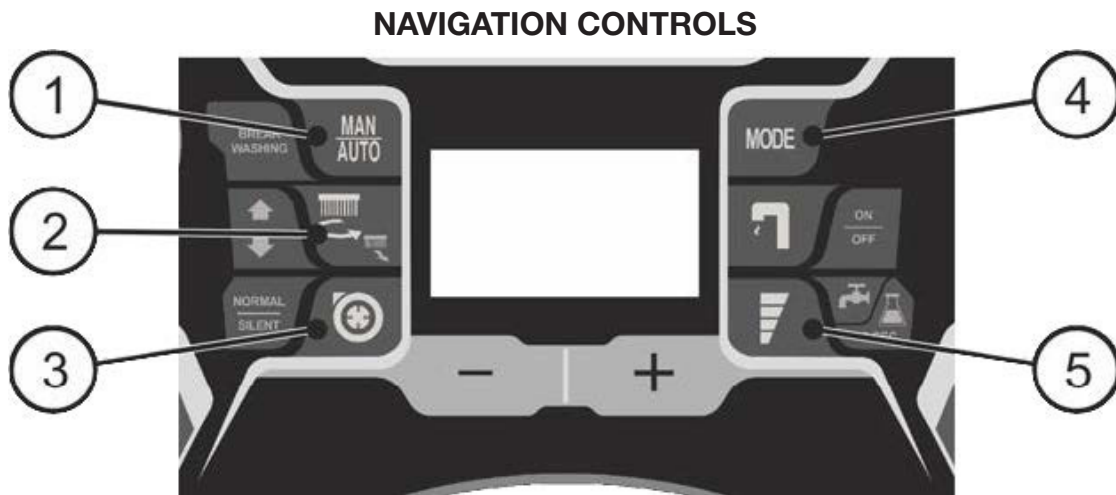 NAVIGATION CONTROLS
1
BREAK
WASHING
MAN
AUTO
2
NORMAL
SILENT
3
MODE
4
ON
OFF
5
-
+